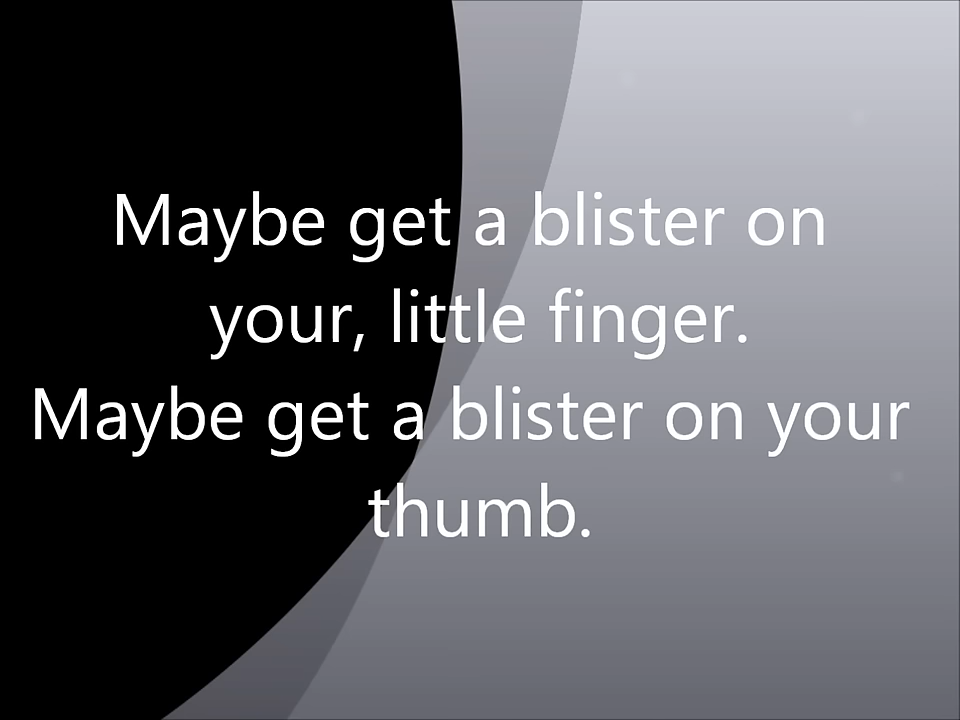 Maybe get a blister on
your, little finger.
Maybe get a blister on your
thumb.